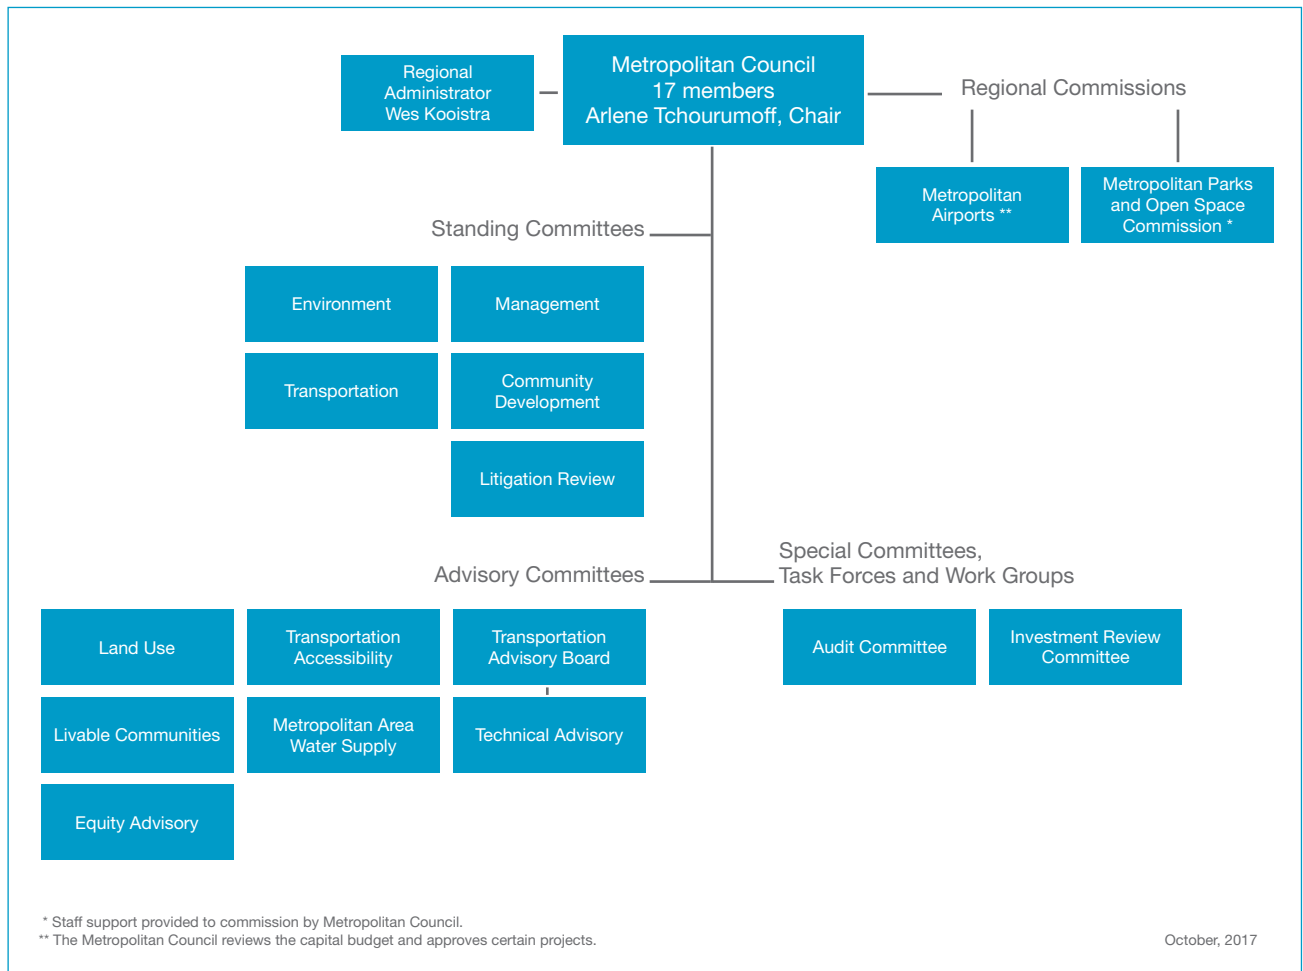 Regional
Administrator
Wes Kooistra
Metropolitan Council
17 members
Arlene Tchourumoff, Chair
Regional Commissions
Metropolitan
Airports **
Metropolitan Parks
and Open Space
Commission *
Standing Committees
Environment
Management
Transportation
Community
Development
Litigation Review
Advisory Committees
Special Committees,
Task Forces and Work Groups
Land Use
Transportation
Accessibility
Transportation
Advisory Board
Audit Committee
Investment Review
Committee
Livable Communities
Metropolitan Area
Water Supply
Technical Advisory
Equity Advisory
* Staff support provided to commission by Metropolitan Council.
** The Metropolitan Council reviews the capital budget and approves certain projects.
October, 2017